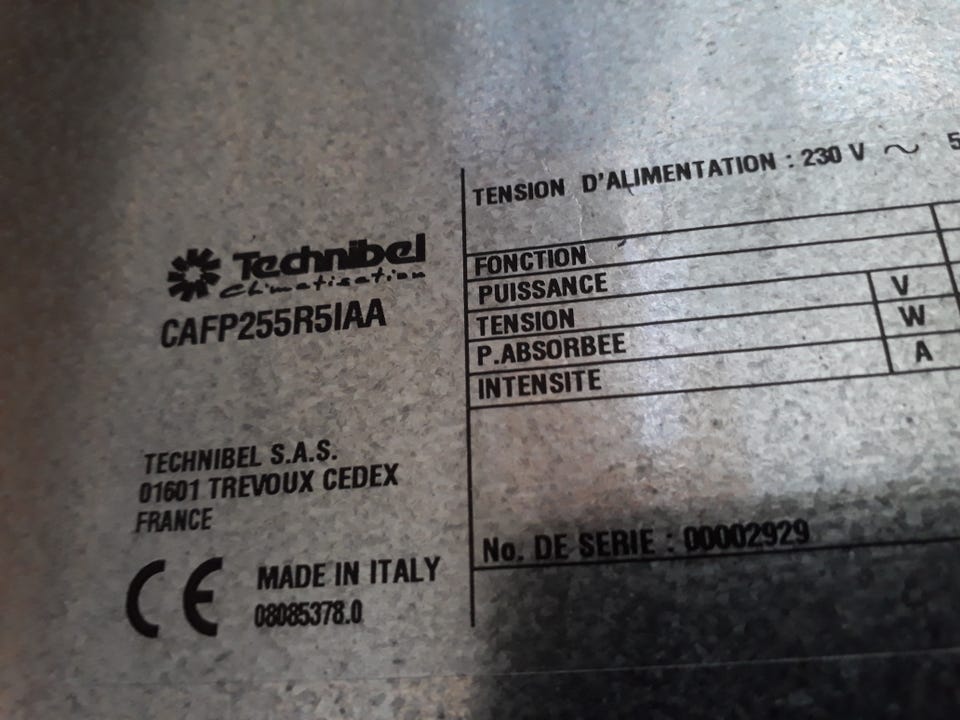 Technibel
Climatisation
CAFP255R5IAA
TECHNIBEL S.A.S.
01601 TREVOUX CEDEX
FRANCE
CE MADE IN ITALY
08085378.0
TENSION D'ALIMENTATION : 230 V ~ 5
FONCTION
PUISSANCE
TENSION V
P.ABSORBEE W
INTENSITE A
No. DE SERIE : 00002929